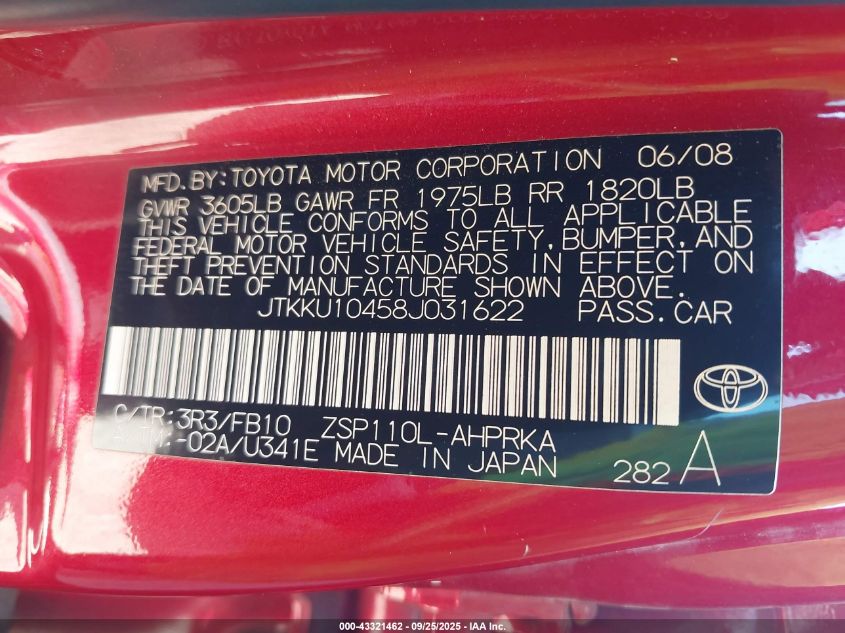 MFD. BY: TOYOTA MOTOR CORPORATION 06/08
GVWR 3605LB GAWR FR 1975LB RR 1820LB
THIS VEHICLE CONFORMS TO ALL APPLICABLE
FEDERAL MOTOR VEHICLE SAFETY, BUMPER, AND
THEFT PREVENTION STANDARDS IN EFFECT ON
THE DATE OF MANUFACTURE SHOWN ABOVE.
JTKKU10458J031622 PASS. CAR
C/TR: 3R3/FB10 ZSP110L-AHPRKA
A/TM: -02A/U341E MADE IN JAPAN 282 A
000-43321462 - 09/25/2025 - IAA Inc.